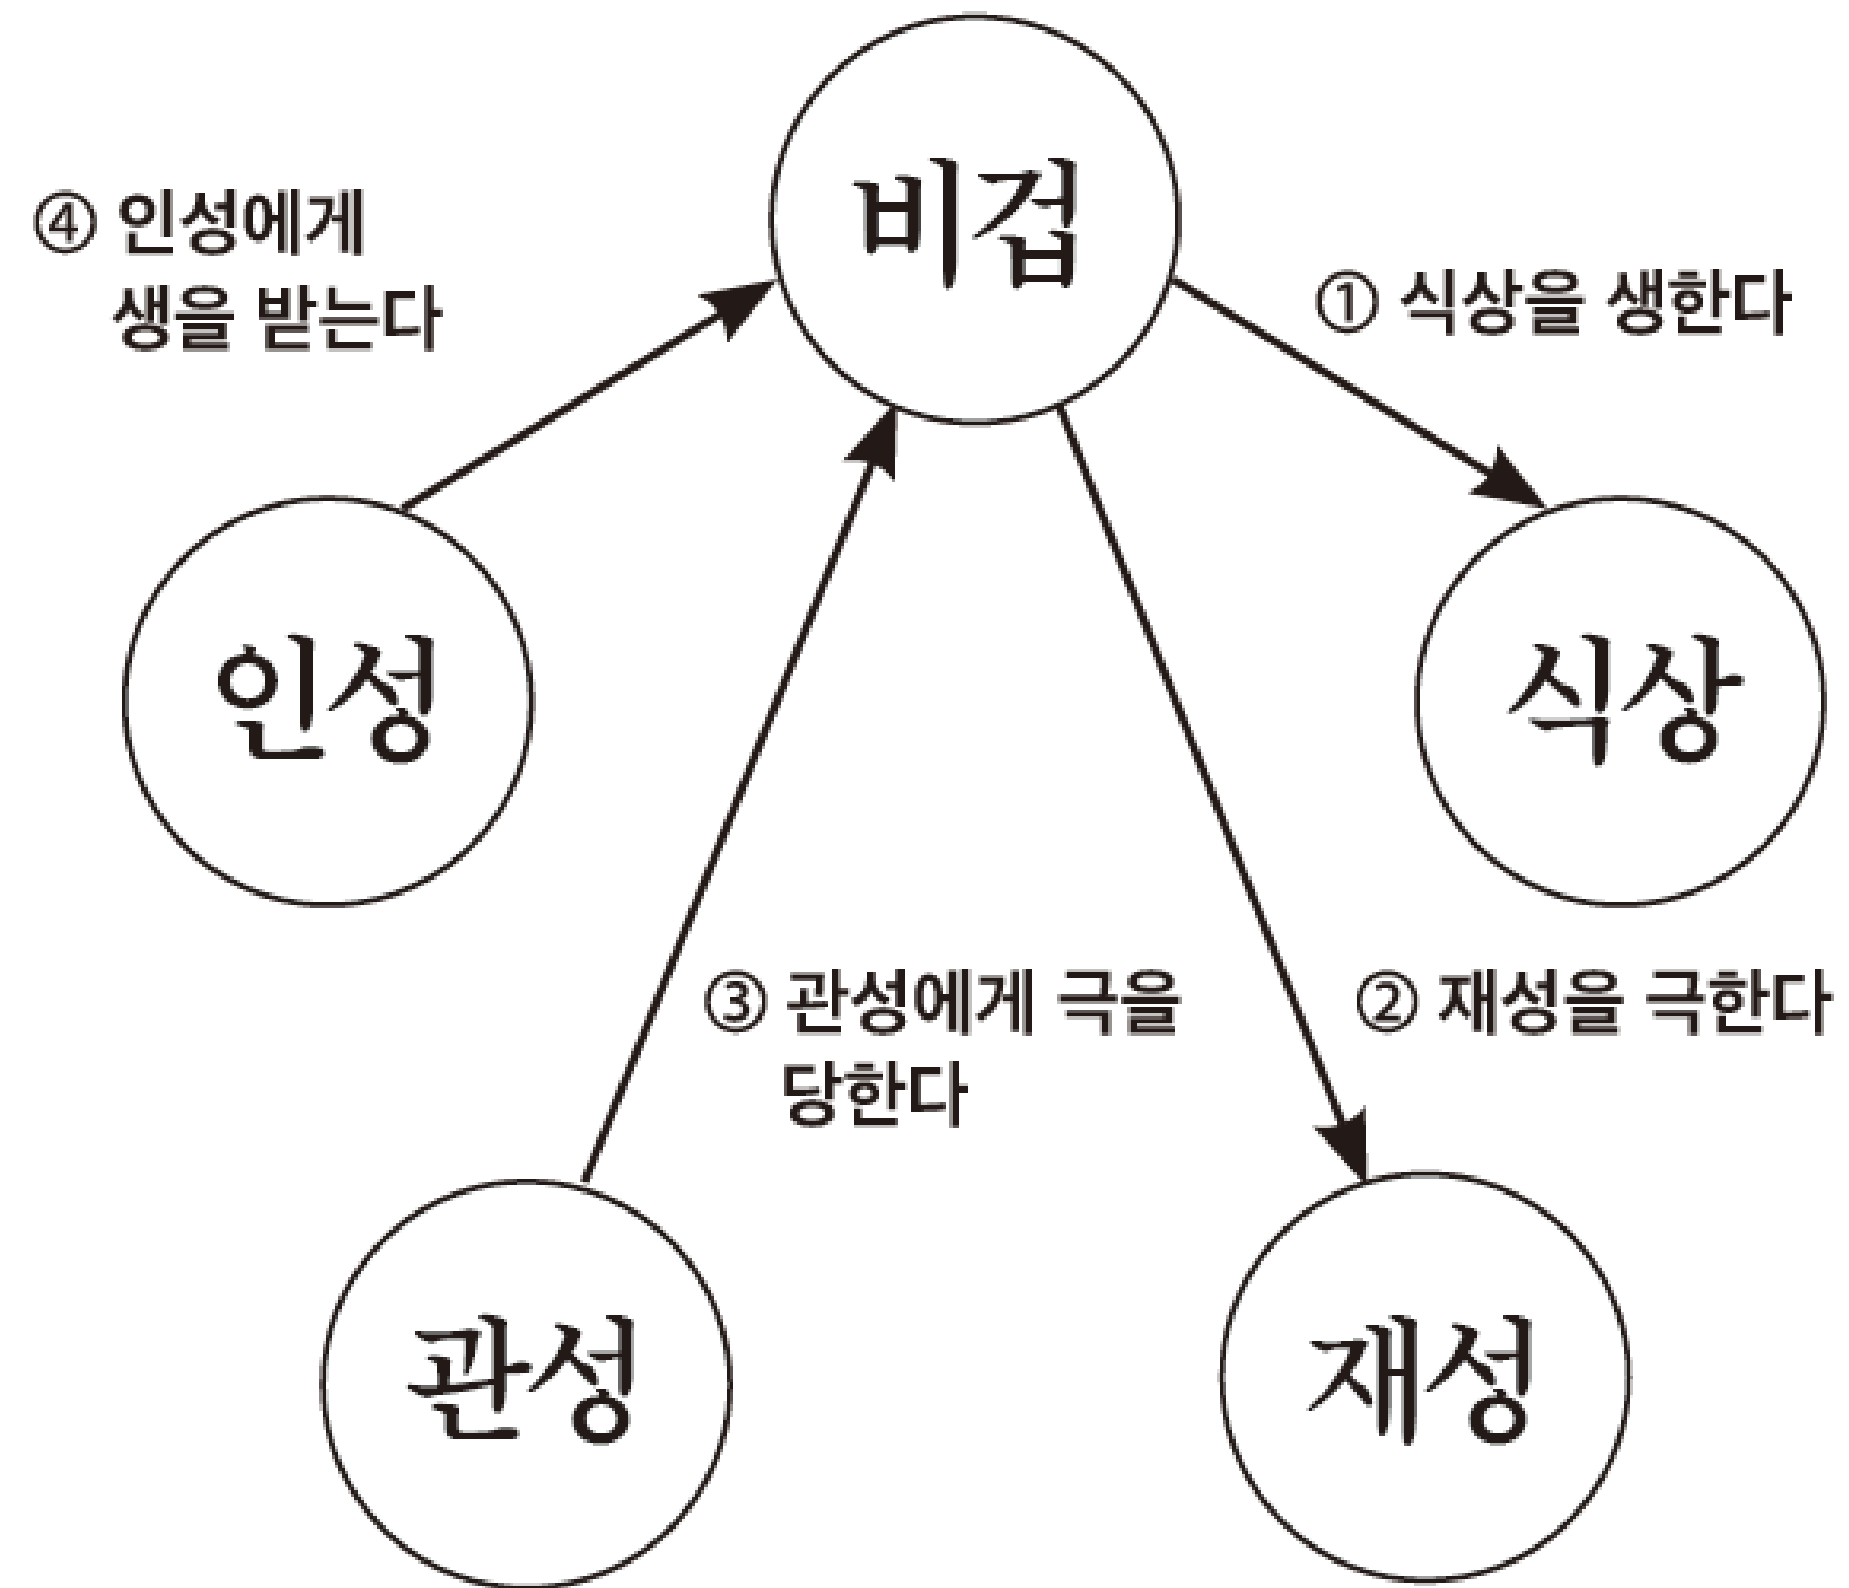 비겁
④ 인성에게
생을 받는다
① 식상을 생한다
인성
식상
③ 관성에게 극을
당한다
② 재성을 극한다
관성
재성